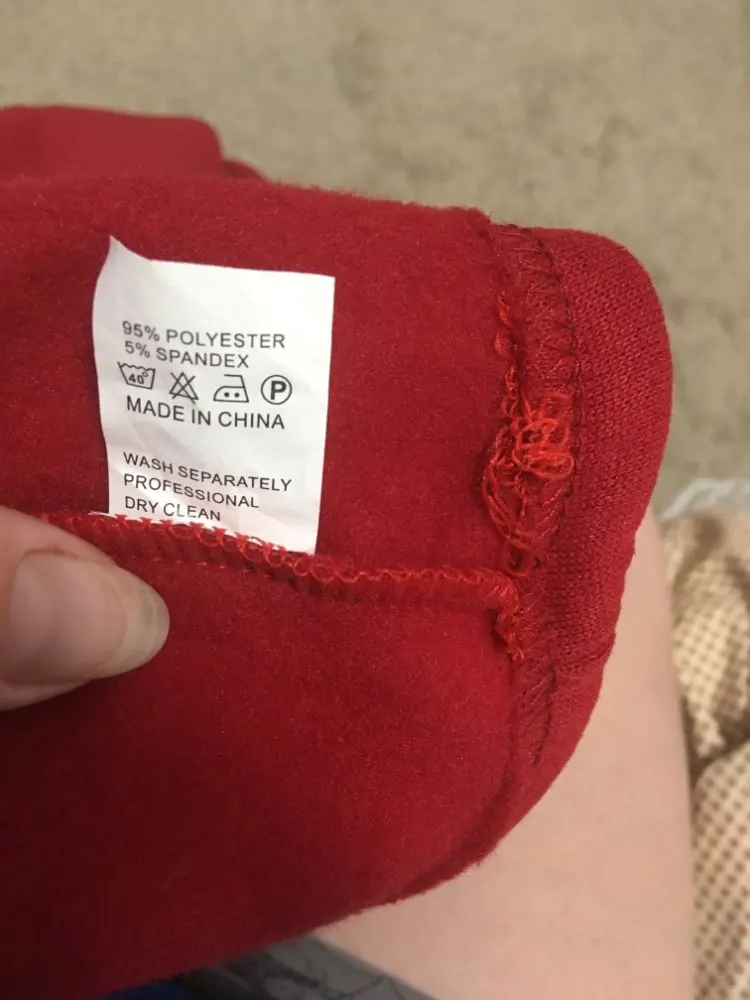 95% POLYESTER
5% SPANDEX
40° P
MADE IN CHINA
WASH SEPARATELY
PROFESSIONAL
DRY CLEAN